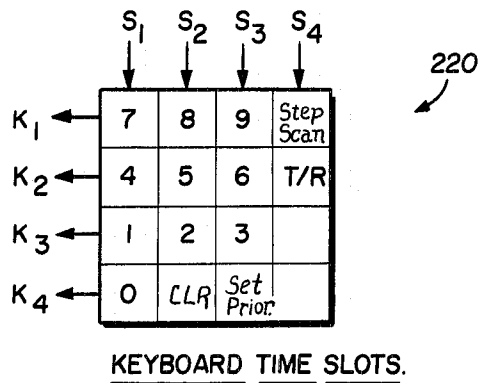 S1 S2 S3 S4
220
K1 7 8 9 Step Scan
K2 4 5 6 T/R
K3 1 2 3
K4 0 CLR Set Prior.
KEYBOARD TIME SLOTS.